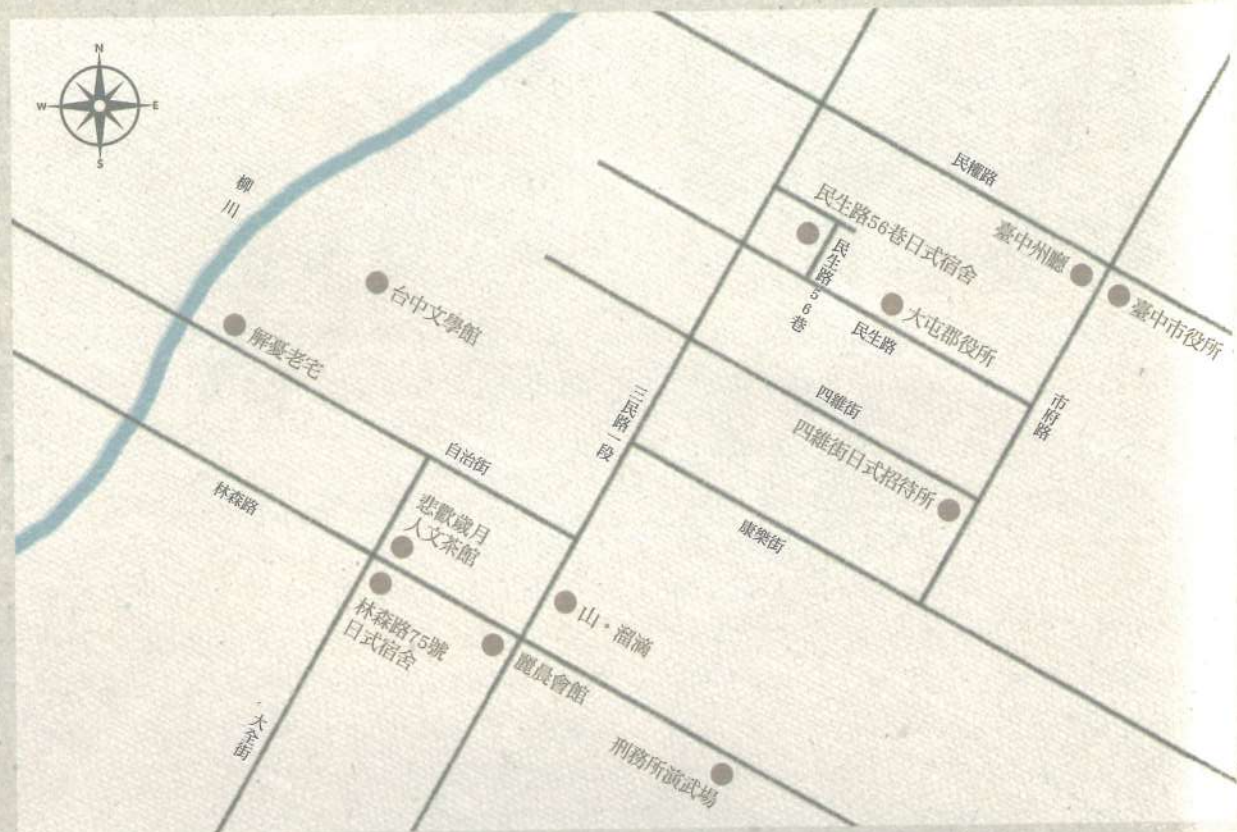 N
W
E
S
柳川
民權路
民生路56巷日式宿舍
臺中州廳
民生路56巷
臺中市役所
台中文學館
大屯郡役所
民生路
解憂老宅
三民路一段
四維街
市府路
四維街日式招待所
自治街
林森路
悲歡歲月
人文茶館
康樂街
林森路75號
日式宿舍
山・溜滴
麗晨會館
大全街
刑務所演武場